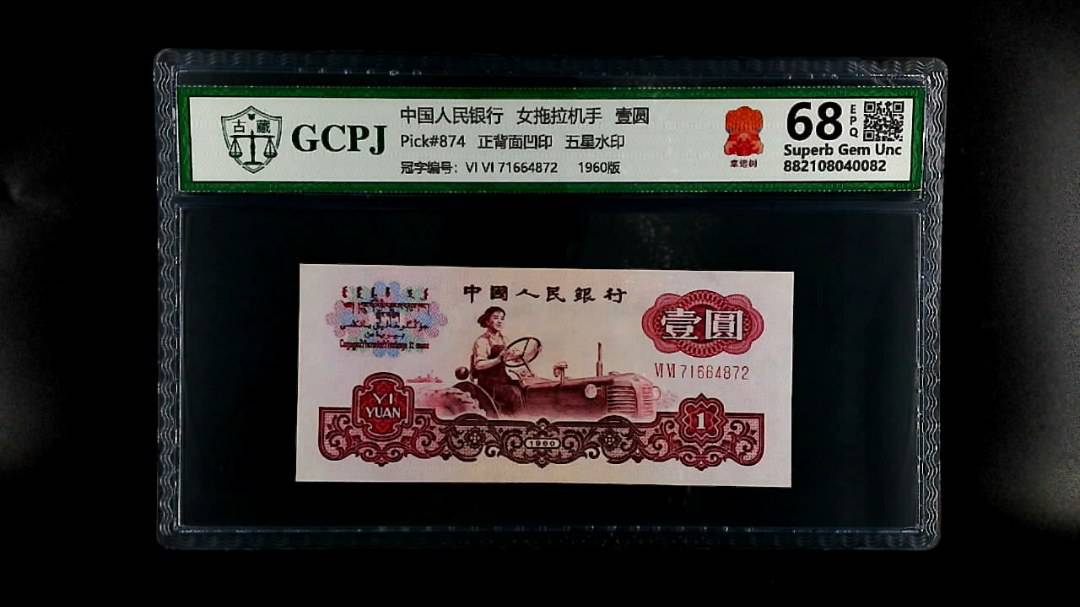 古藏
GCPJ
中国人民银行 女拖拉机手 壹圆
Pick#874 正背面凹印 五星水印
冠字编号: VI VI 71664872 1960版
68 EPQ
Superb Gem Unc
882108040082
中國人民銀行
壹圓
VI VI 71664872
YI
YUAN
1960
1